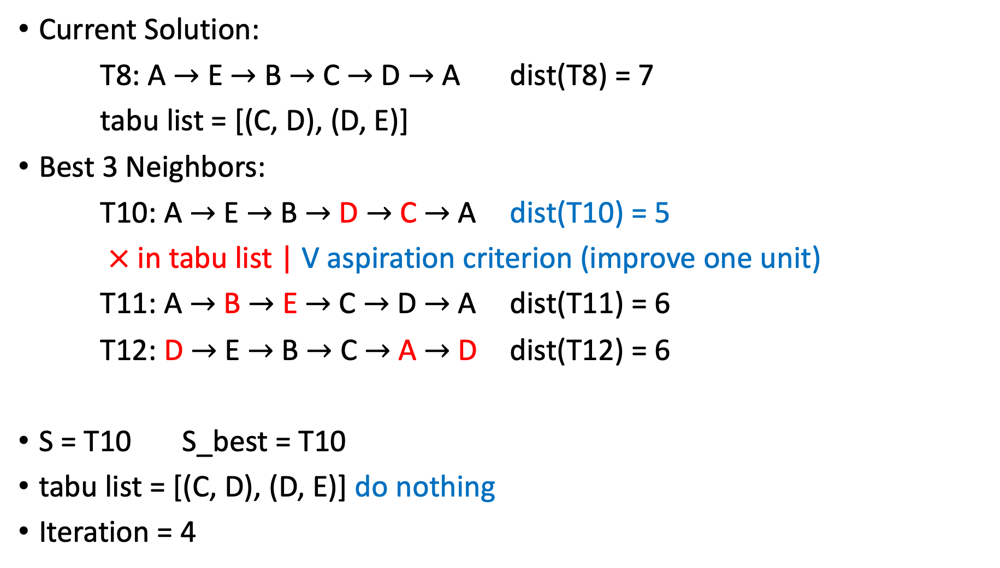 • Current Solution:
T8: A → E → B → C → D → A dist(T8) = 7
tabu list = [(C, D), (D, E)]
• Best 3 Neighbors:
T10: A → E → B → D → C → A dist(T10) = 5
× in tabu list | V aspiration criterion (improve one unit)
T11: A → B → E → C → D → A dist(T11) = 6
T12: D → E → B → C → A → D dist(T12) = 6
• S = T10 S_best = T10
• tabu list = [(C, D), (D, E)] do nothing
• Iteration = 4